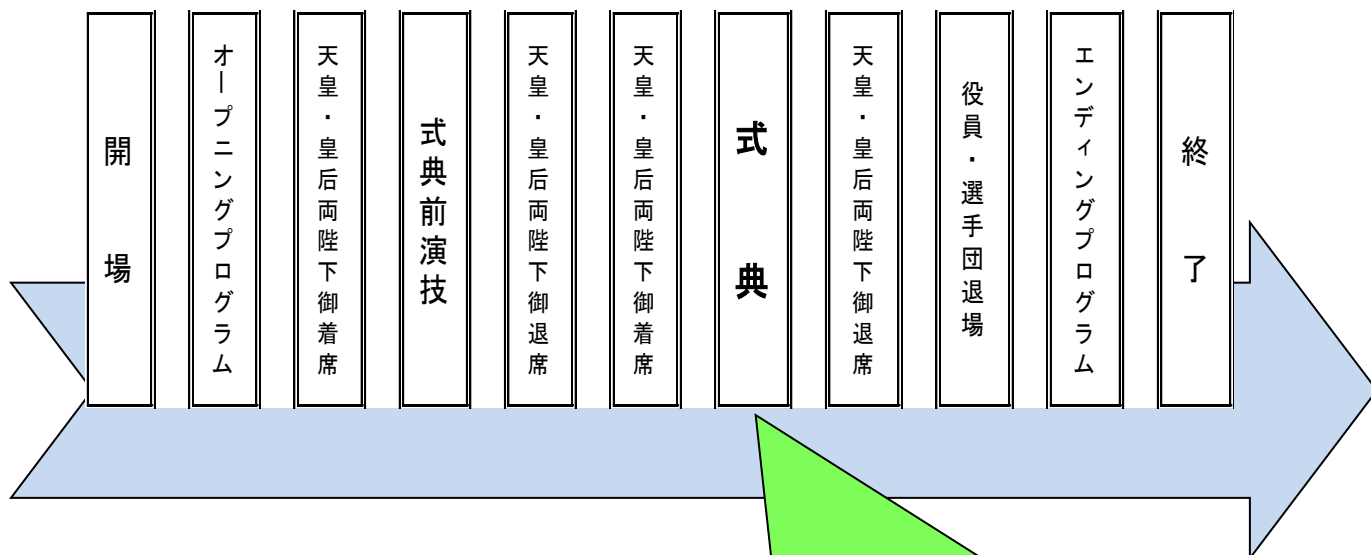 開場
オープニングプログラム
天皇・皇后両陛下御着席
式典前演技
天皇・皇后両陛下御退席
天皇・皇后両陛下御着席
式典
天皇・皇后両陛下御退席
役員・選手団退場
エンディングプログラム
終了